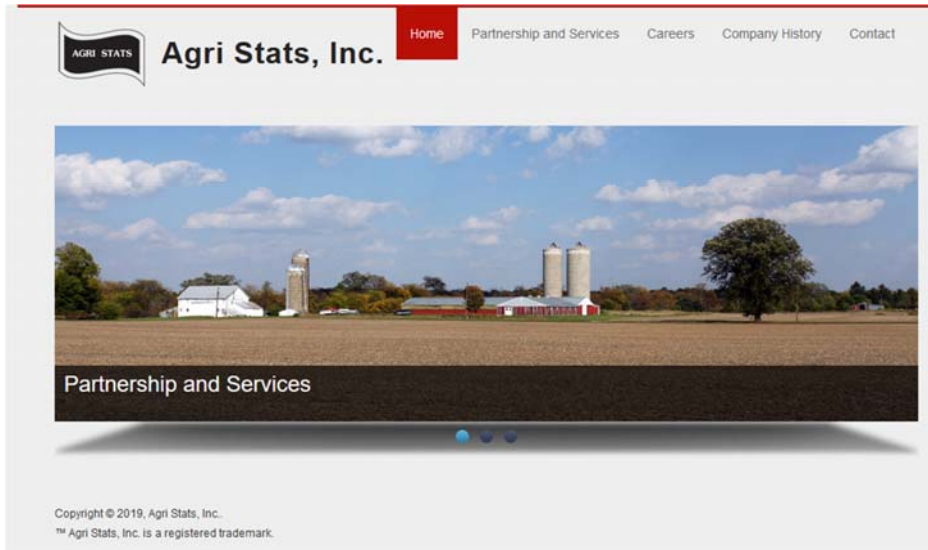 AGRI STATS
Agri Stats, Inc.
Home
Partnership and Services
Careers
Company History
Contact
Partnership and Services
Copyright © 2019, Agri Stats, Inc..
™ Agri Stats, Inc. is a registered trademark.